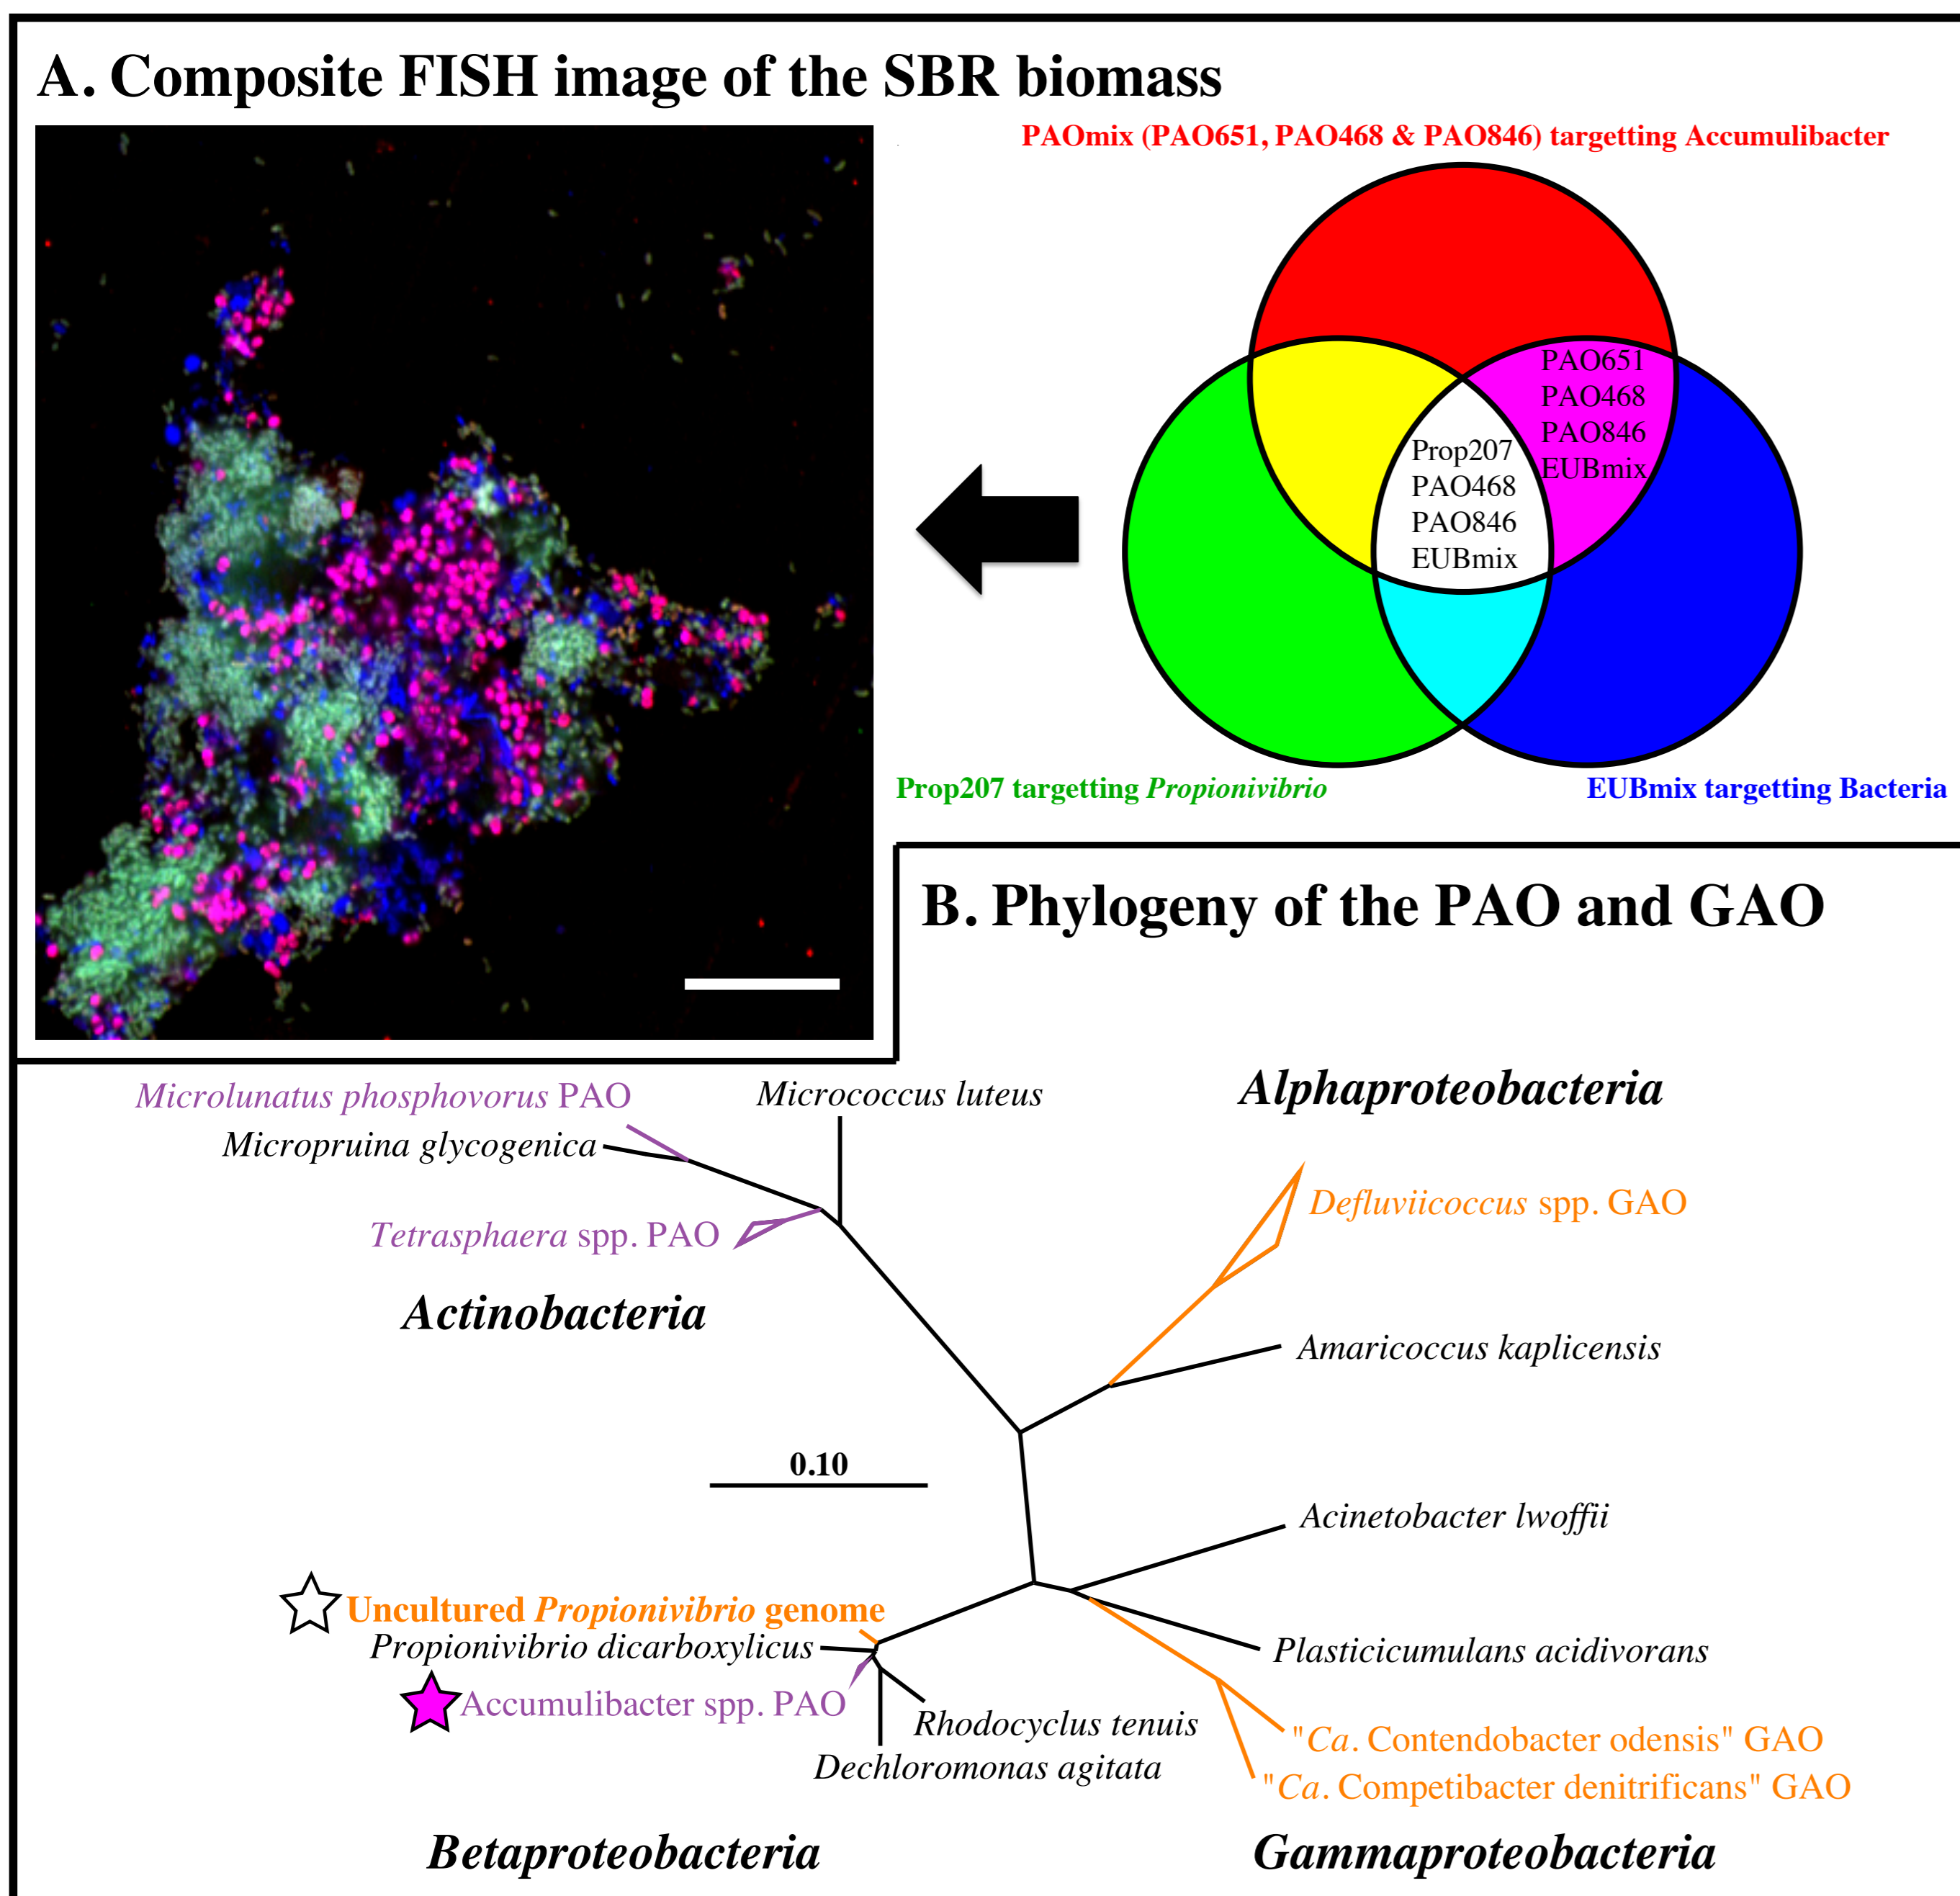 A. Composite FISH image of the SBR biomass
PAOmix (PAO651, PAO468 & PAO846) targetting Accumulibacter
PAO651
PAO468
PAO846
EUBmix
Prop207
PAO468
PAO846
EUBmix
Prop207 targetting Propionivibrio
EUBmix targetting Bacteria
B. Phylogeny of the PAO and GAO
Microlunatus phosphovorus PAO
Micrococcus luteus
Alphaproteobacteria
Micropruina glycogenica
Defluviicoccus spp. GAO
Tetrasphaera spp. PAO
Actinobacteria
Amaricoccus kaplicensis
0.10
Acinetobacter lwoffii
Uncultured Propionivibrio genome
Propionivibrio dicarboxylicus
Plasticicumulans acidivorans
Accumulibacter spp. PAO
Rhodocyclus tenuis
"Ca. Contendobacter odensis" GAO
Dechloromonas agitata
"Ca. Competibacter denitrificans" GAO
Betaproteobacteria
Gammaproteobacteria